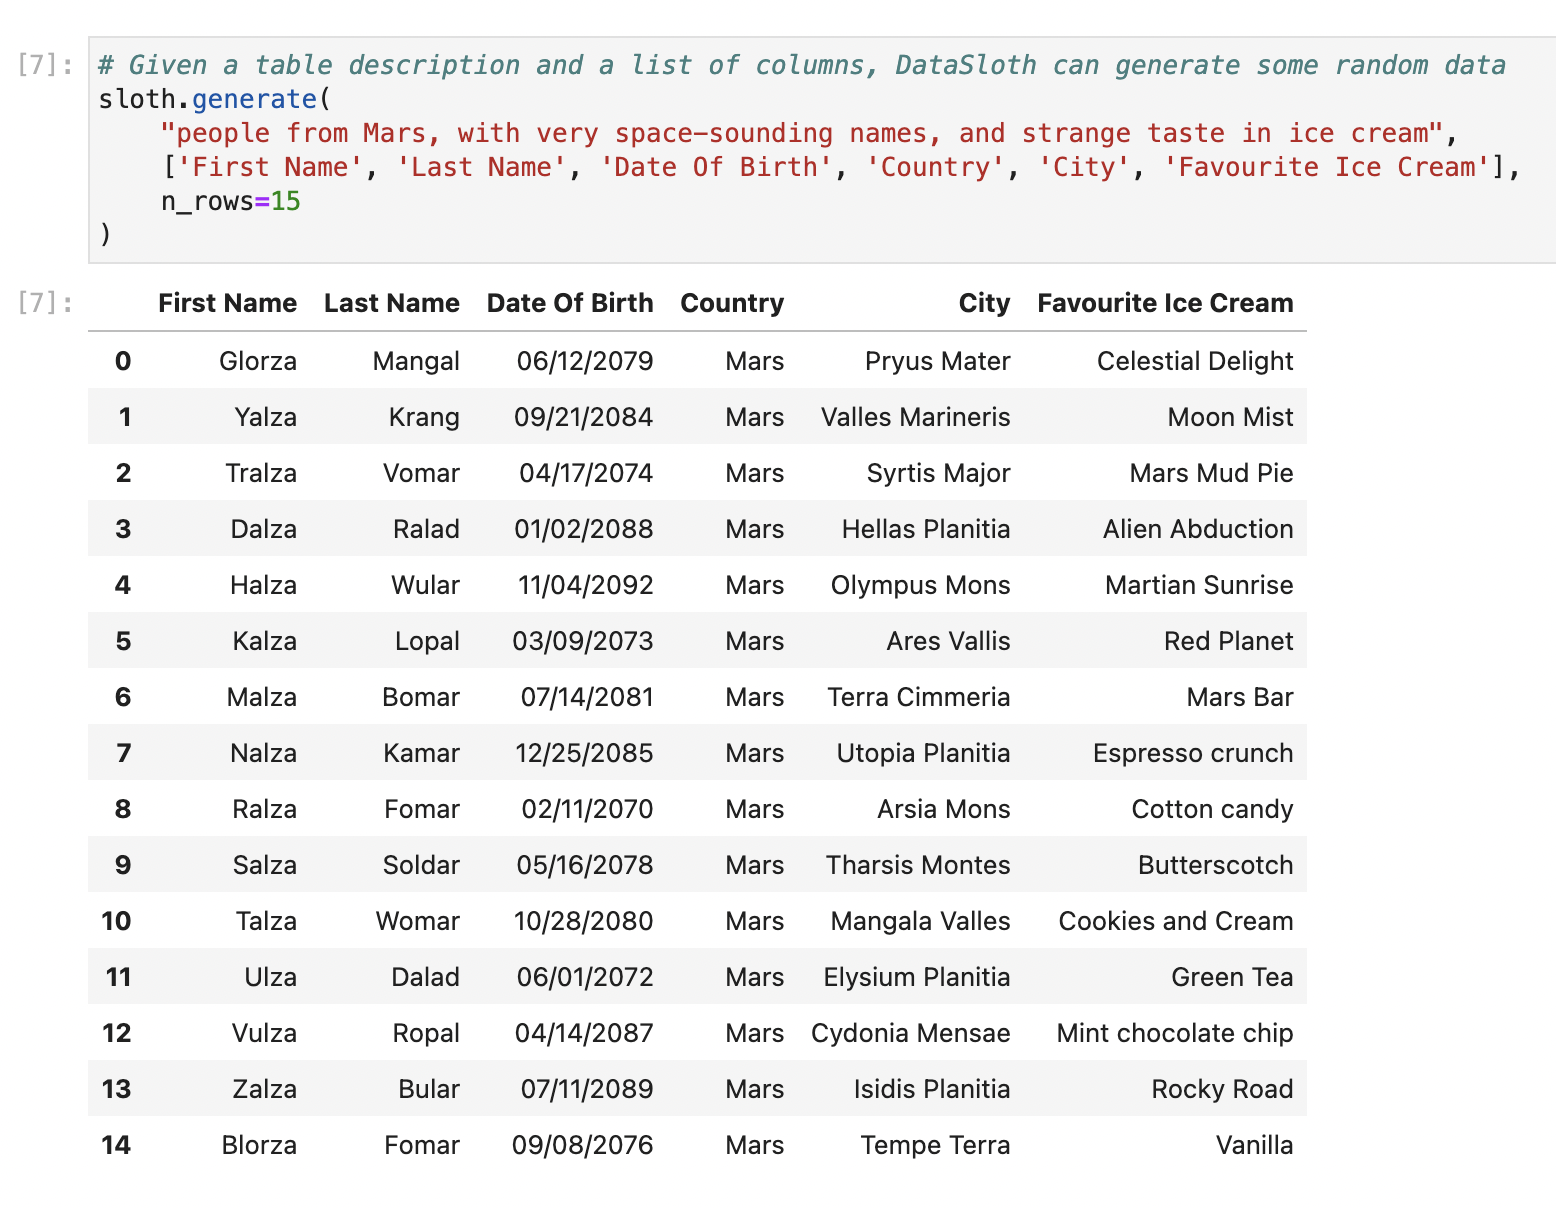 [7]: # Given a table description and a list of columns, DataSloth can generate some random data
sloth.generate(
    "people from Mars, with very space-sounding names, and strange taste in ice cream",
    ['First Name', 'Last Name', 'Date Of Birth', 'Country', 'City', 'Favourite Ice Cream'],
    n_rows=15
)
[7]: First Name Last Name Date Of Birth Country City Favourite Ice Cream
0 Glorza Mangal 06/12/2079 Mars Pryus Mater Celestial Delight
1 Yalza Krang 09/21/2084 Mars Valles Marineris Moon Mist
2 Tralza Vomar 04/17/2074 Mars Syrtis Major Mars Mud Pie
3 Dalza Ralad 01/02/2088 Mars Hellas Planitia Alien Abduction
4 Halza Wular 11/04/2092 Mars Olympus Mons Martian Sunrise
5 Kalza Lopal 03/09/2073 Mars Ares Vallis Red Planet
6 Malza Bomar 07/14/2081 Mars Terra Cimmeria Mars Bar
7 Nalza Kamar 12/25/2085 Mars Utopia Planitia Espresso crunch
8 Ralza Fomar 02/11/2070 Mars Arsia Mons Cotton candy
9 Salza Soldar 05/16/2078 Mars Tharsis Montes Butterscotch
10 Talza Womar 10/28/2080 Mars Mangala Valles Cookies and Cream
11 Ulza Dalad 06/01/2072 Mars Elysium Planitia Green Tea
12 Vulza Ropal 04/14/2087 Mars Cydonia Mensae Mint chocolate chip
13 Zalza Bular 07/11/2089 Mars Isidis Planitia Rocky Road
14 Blorza Fomar 09/08/2076 Mars Tempe Terra Vanilla